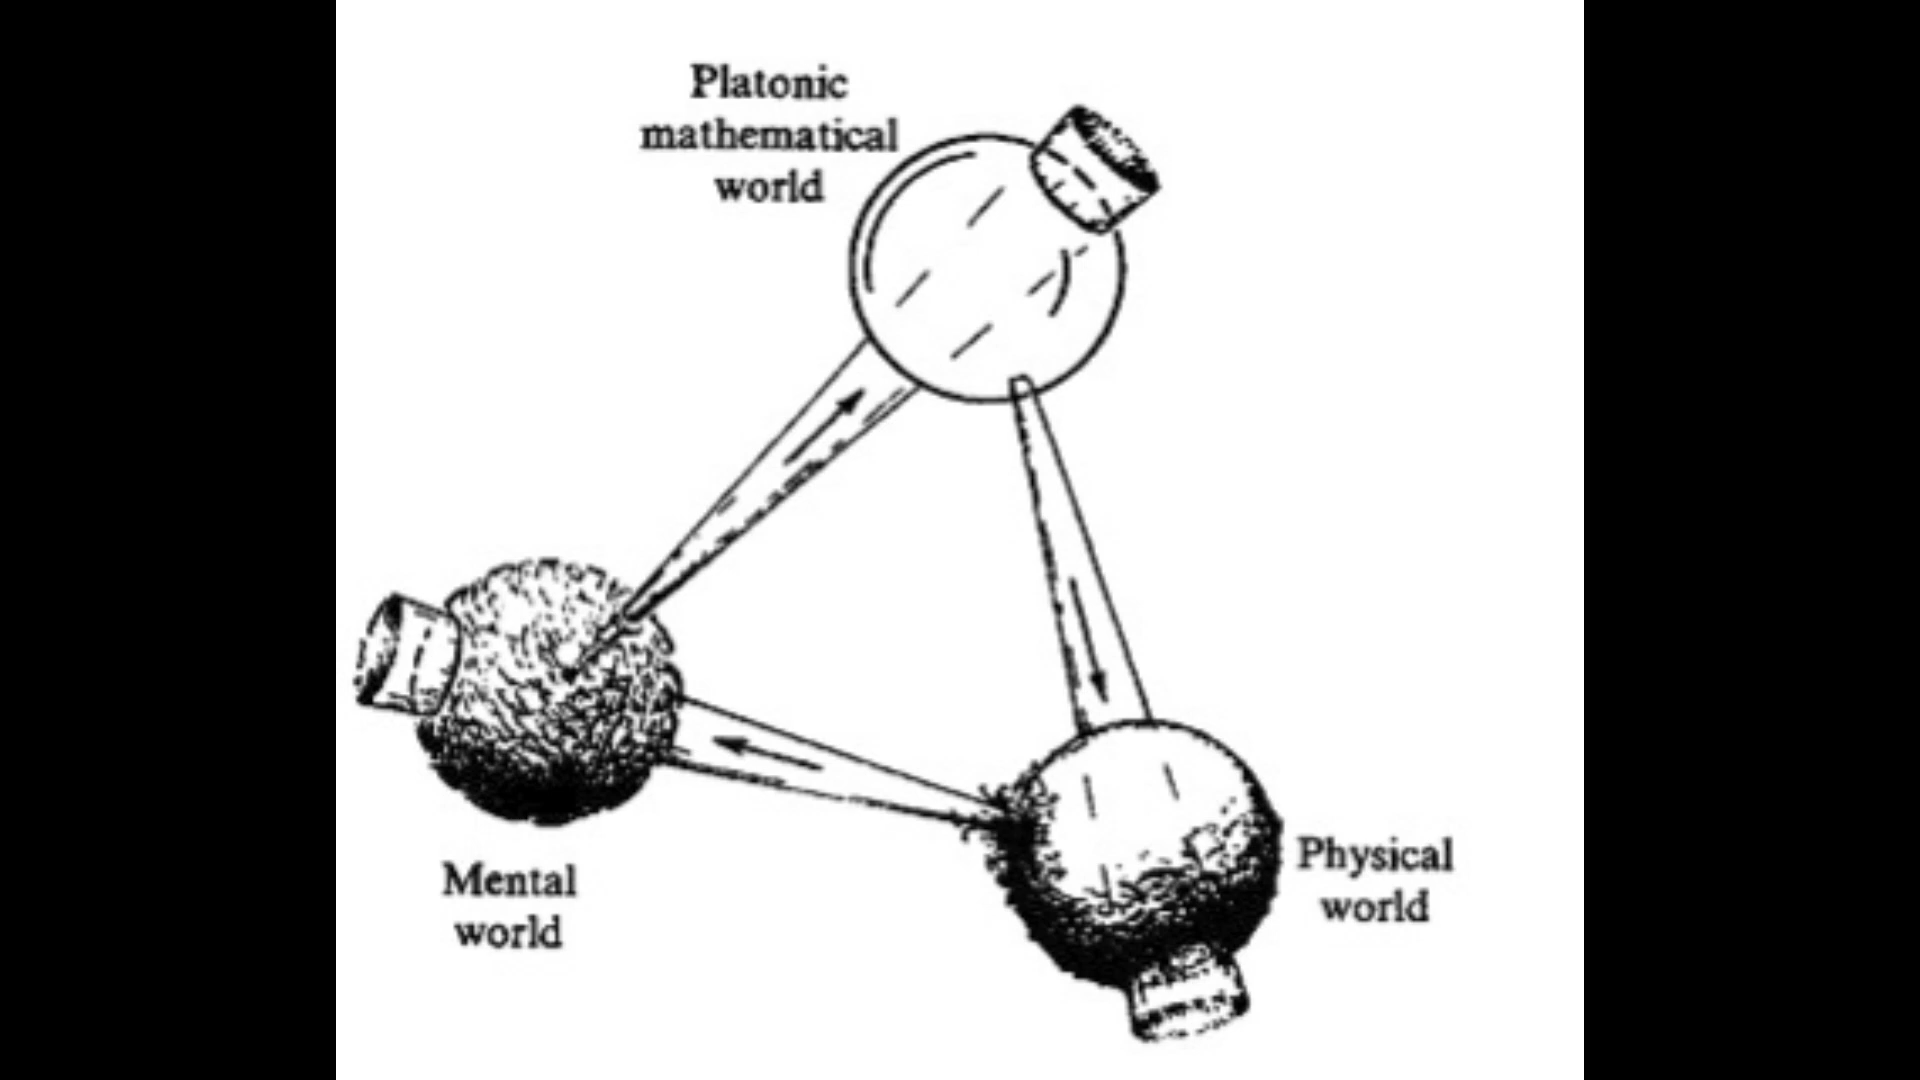 Platonic
mathematical
world
Mental
world
Physical
world